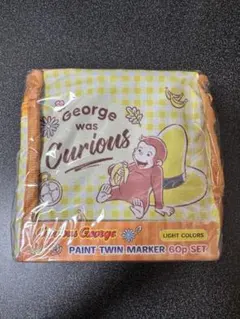 George
was
Curious
Curious George
LIGHT COLORS
PAINT TWIN MARKER 60p SET